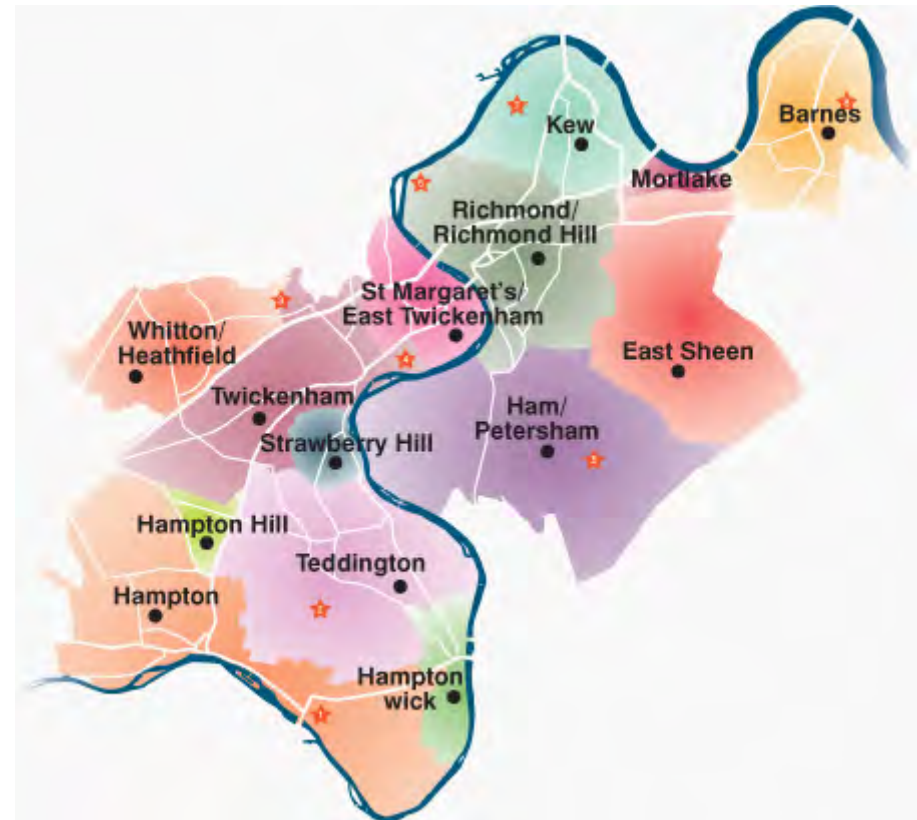 Kew
Barnes
Mortlake
Richmond/
Richmond Hill
St Margaret's/
East Twickenham
Whitton/
Heathfield
East Sheen
Twickenham
Ham/
Petersham
Strawberry Hill
Hampton Hill
Teddington
Hampton
Hampton
wick